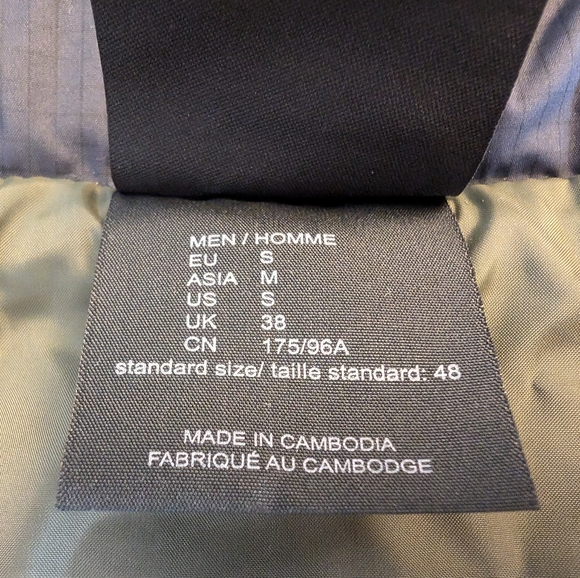 MEN / HOMME
EU S
ASIA M
US S
UK 38
CN 175/96A
standard size/ taille standard: 48
MADE IN CAMBODIA
FABRIQUÉ AU CAMBODGE